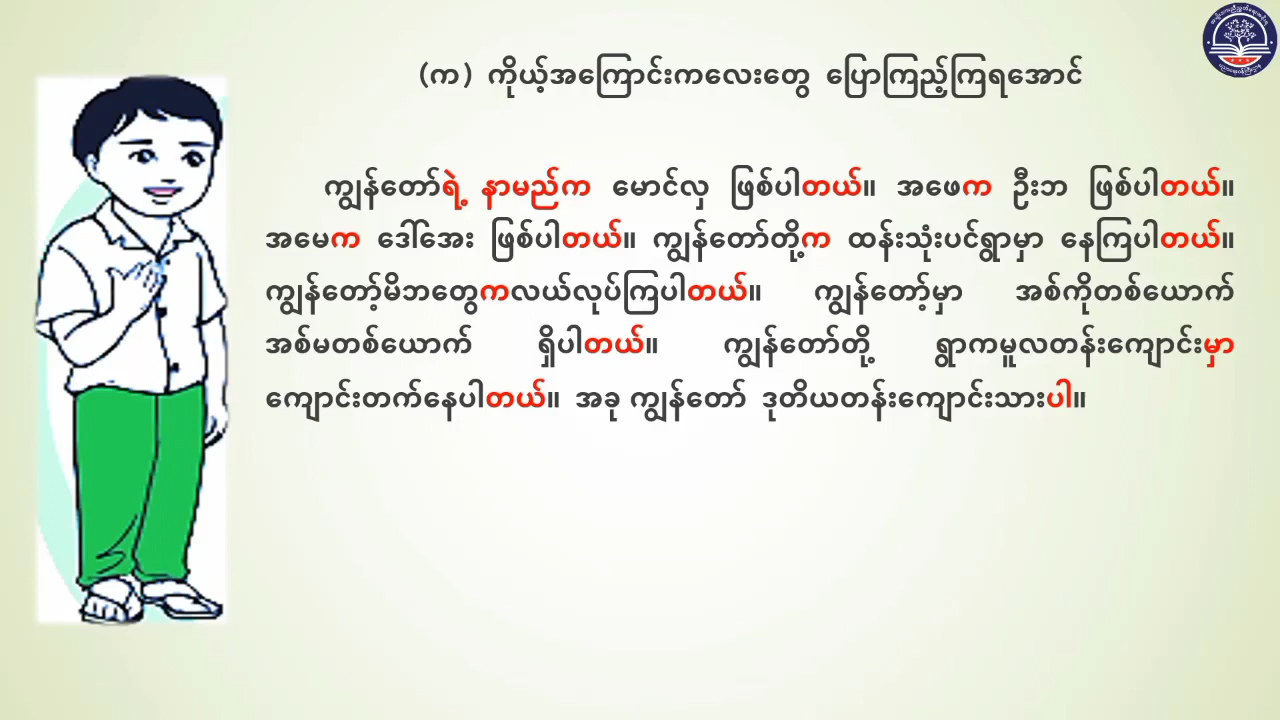 (က) ကိုယ့်အကြောင်းကလေးတွေ ပြောကြည့်ကြရအောင်
ကျွန်တော်ရဲ့ နာမည်က မောင်လှ ဖြစ်ပါတယ်။ အဖေက ဦးဘ ဖြစ်ပါတယ်။
အမေက ဒေါ်အေး ဖြစ်ပါတယ်။ ကျွန်တော်တို့က ထန်းသုံးပင်ရွာမှာ နေကြပါတယ်။
ကျွန်တော့်မိဘတွေကလယ်လုပ်ကြပါတယ်။ ကျွန်တော့်မှာ အစ်ကိုတစ်ယောက်
အစ်မတစ်ယောက် ရှိပါတယ်။ ကျွန်တော်တို့ ရွာကမူလတန်းကျောင်းမှာ
ကျောင်းတက်နေပါတယ်။ အခု ကျွန်တော် ဒုတိယတန်းကျောင်းသားပါ။